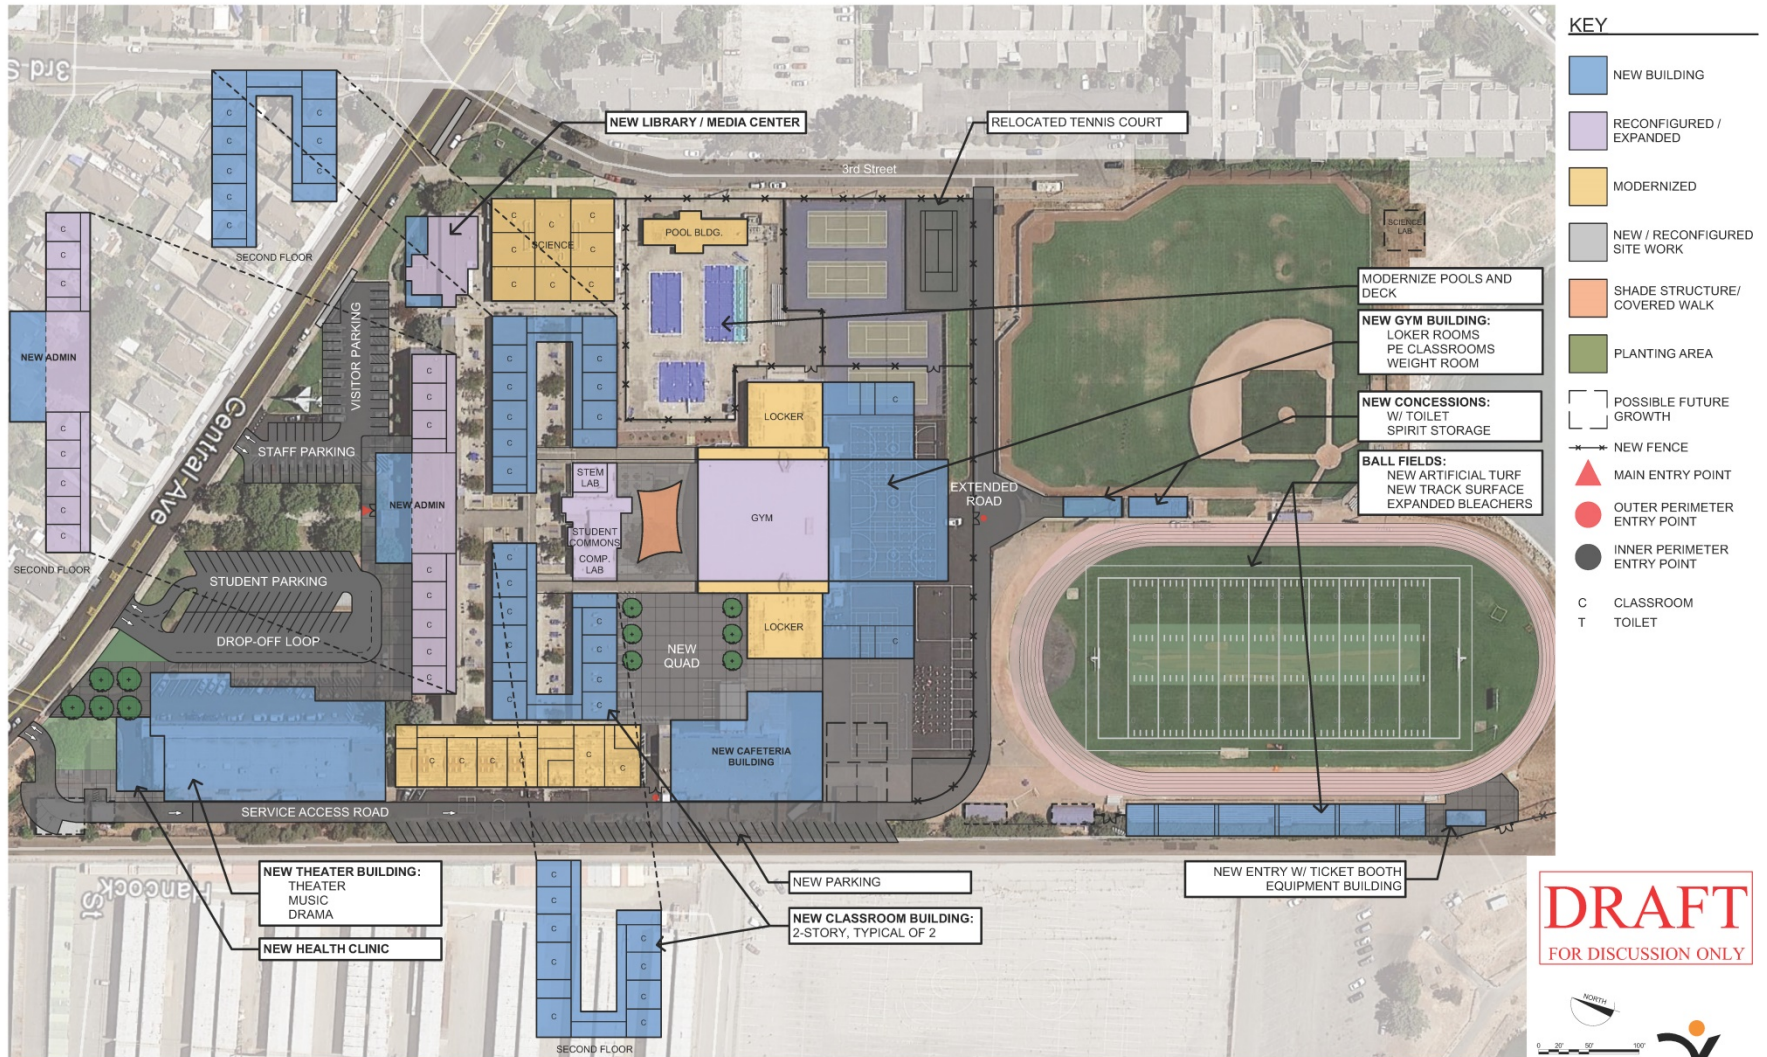 3rd S
SECOND FLOOR
NEW LIBRARY / MEDIA CENTER
RELOCATED TENNIS COURT
3rd Street
SCIENCE
POOL BLDG.
SCIENCE
LAB
NEW ADMIN
SECOND FLOOR
VISITOR PARKING
Central Ave
STAFF PARKING
NEW ADMIN
STUDENT PARKING
DROP-OFF LOOP
STEM
LAB
STUDENT
COMMONS
COMP.
LAB
LOCKER
GYM
LOCKER
NEW
QUAD
EXTENDED
ROAD
NEW CAFETERIA
BUILDING
SERVICE ACCESS ROAD
MODERNIZE POOLS AND
DECK
NEW GYM BUILDING:
LOKER ROOMS
PE CLASSROOMS
WEIGHT ROOM
NEW CONCESSIONS:
W/ TOILET
SPIRIT STORAGE
BALL FIELDS:
NEW ARTIFICIAL TURF
NEW TRACK SURFACE
EXPANDED BLEACHERS
Hancock St
NEW THEATER BUILDING:
THEATER
MUSIC
DRAMA
NEW HEALTH CLINIC
SECOND FLOOR
NEW PARKING
NEW CLASSROOM BUILDING:
2-STORY, TYPICAL OF 2
NEW ENTRY W/ TICKET BOOTH
EQUIPMENT BUILDING
KEY
NEW BUILDING
RECONFIGURED /
EXPANDED
MODERNIZED
NEW / RECONFIGURED
SITE WORK
SHADE STRUCTURE/
COVERED WALK
PLANTING AREA
POSSIBLE FUTURE
GROWTH
NEW FENCE
MAIN ENTRY POINT
OUTER PERIMETER
ENTRY POINT
INNER PERIMETER
ENTRY POINT
C CLASSROOM
T TOILET
DRAFT
FOR DISCUSSION ONLY
NORTH
0 20' 50' 100'